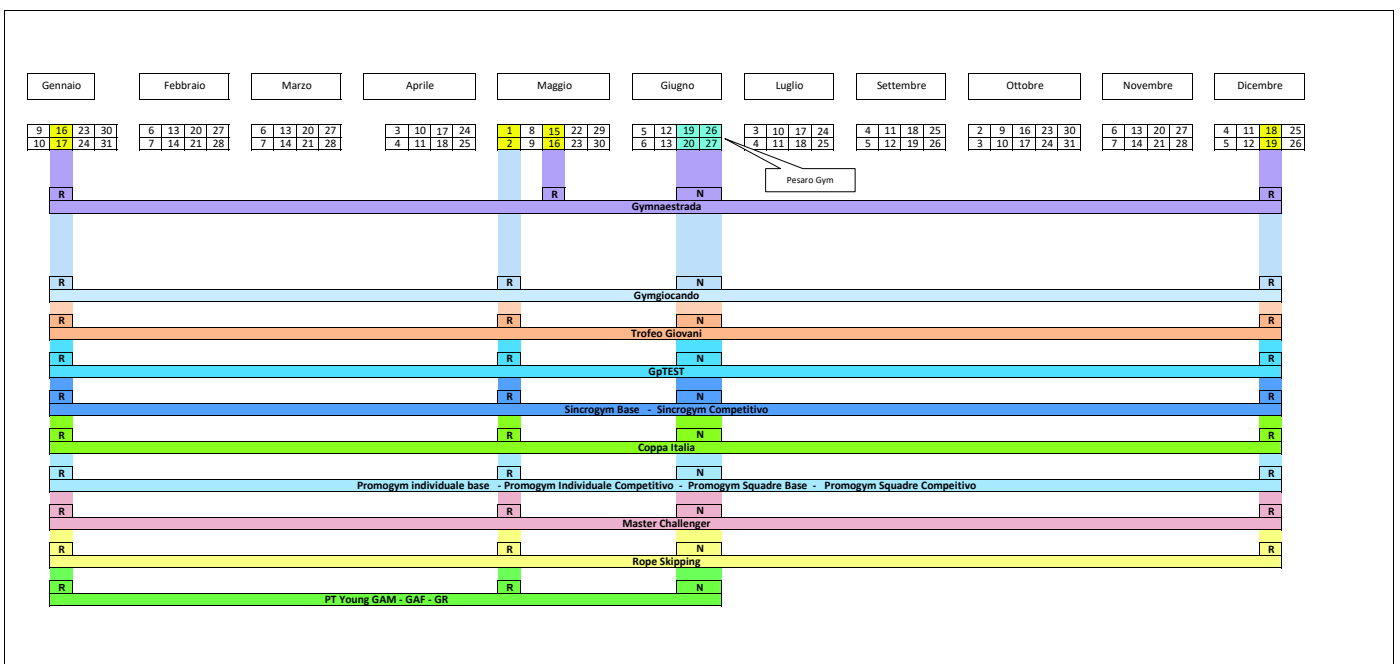 Gennaio Febbraio Marzo Aprile Maggio Giugno Luglio Settembre Ottobre Novembre Dicembre
9 16 23 30 6 13 20 27 6 13 20 27 3 10 17 24 1 8 15 22 29 5 12 19 26 3 10 17 24 4 11 18 25 2 9 16 23 30 6 13 20 27 4 11 18 25
10 17 24 31 7 14 21 28 7 14 21 28 4 11 18 25 2 9 16 23 30 6 13 20 27 4 11 18 25 5 12 19 26 3 10 17 24 31 7 14 21 28 5 12 19 26
Pesaro Gym
R R N R
Gymnaestrada
R R N R
Gymgiocando
R R N R
Trofeo Giovani
R R N R
GpTEST
R R N R
Sincrogym Base - Sincrogym Competitivo
R R N R
Coppa Italia
R R N R
Promogym individuale base - Promogym Individuale Competitivo - Promogym Squadre Base - Promogym Squadre Compeitivo
R R N R
Master Challenger
R R N R
Rope Skipping
R R N
PT Young GAM - GAF - GR